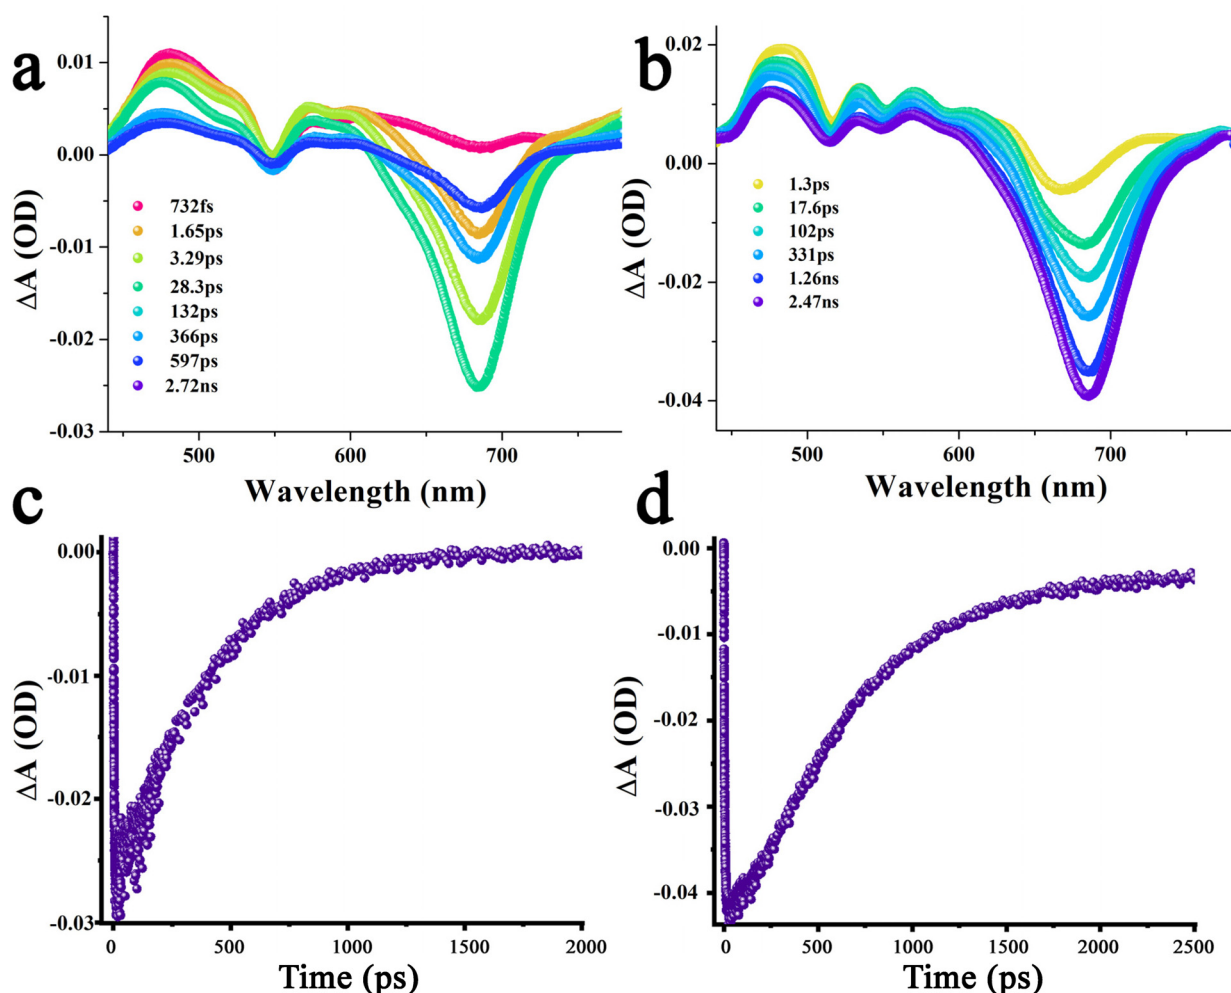 a
0.01
0.00
-0.01
-0.02
-0.03
ΔA (OD)
732fs
1.65ps
3.29ps
28.3ps
132ps
366ps
597ps
2.72ns
500
600
700
Wavelength (nm)
b
0.02
0.00
-0.02
-0.04
ΔA (OD)
1.3ps
17.6ps
102ps
331ps
1.26ns
2.47ns
500
600
700
Wavelength (nm)
c
0.00
-0.01
-0.02
-0.03
ΔA (OD)
0
500
1000
1500
2000
Time (ps)
d
0.00
-0.01
-0.02
-0.03
-0.04
ΔA (OD)
0
500
1000
1500
2000
2500
Time (ps)